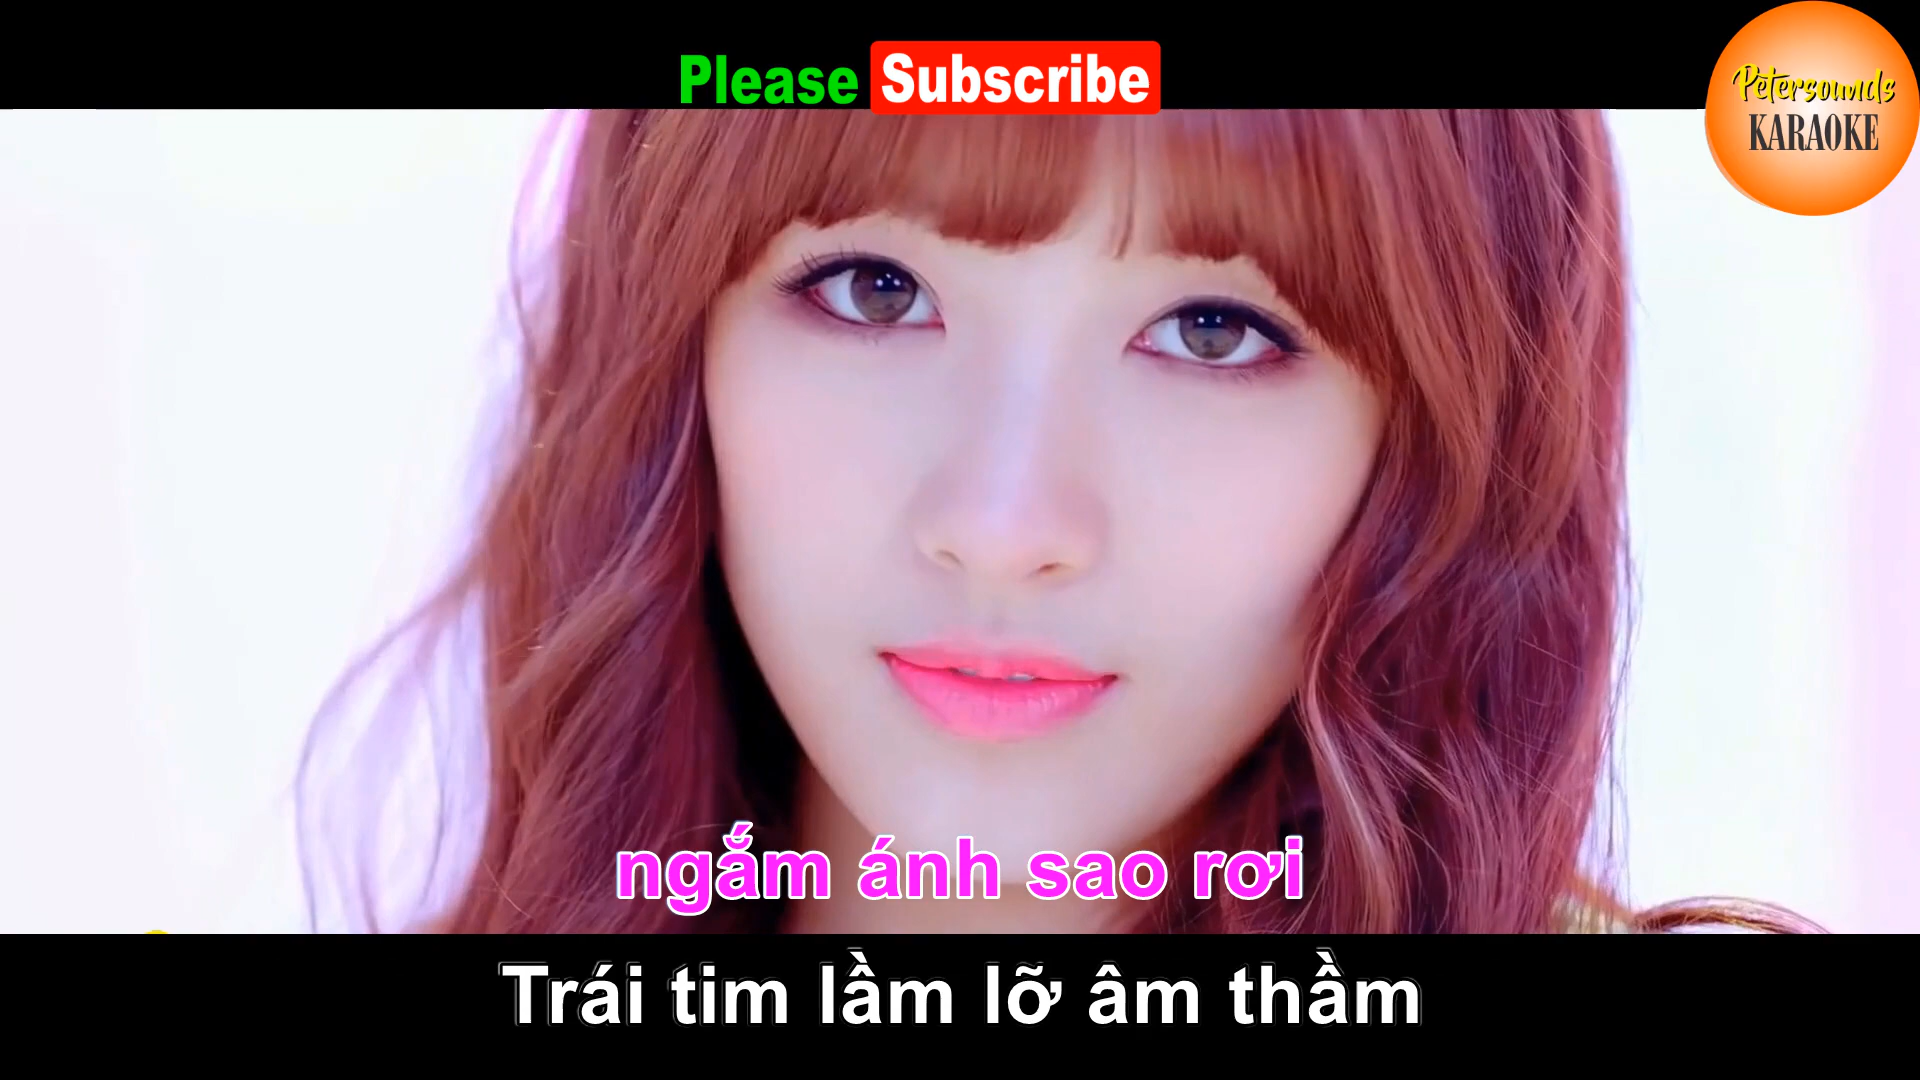 Please Subscribe
Petersounds
KARAOKE
ngắm ánh sao rơi
Trái tim lầm lỡ âm thầm